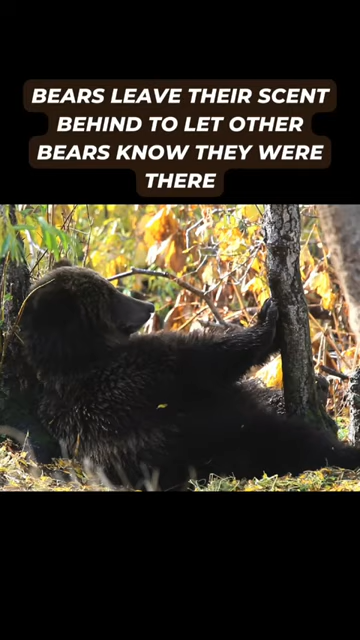 BEARS LEAVE THEIR SCENT
BEHIND TO LET OTHER
BEARS KNOW THEY WERE
THERE